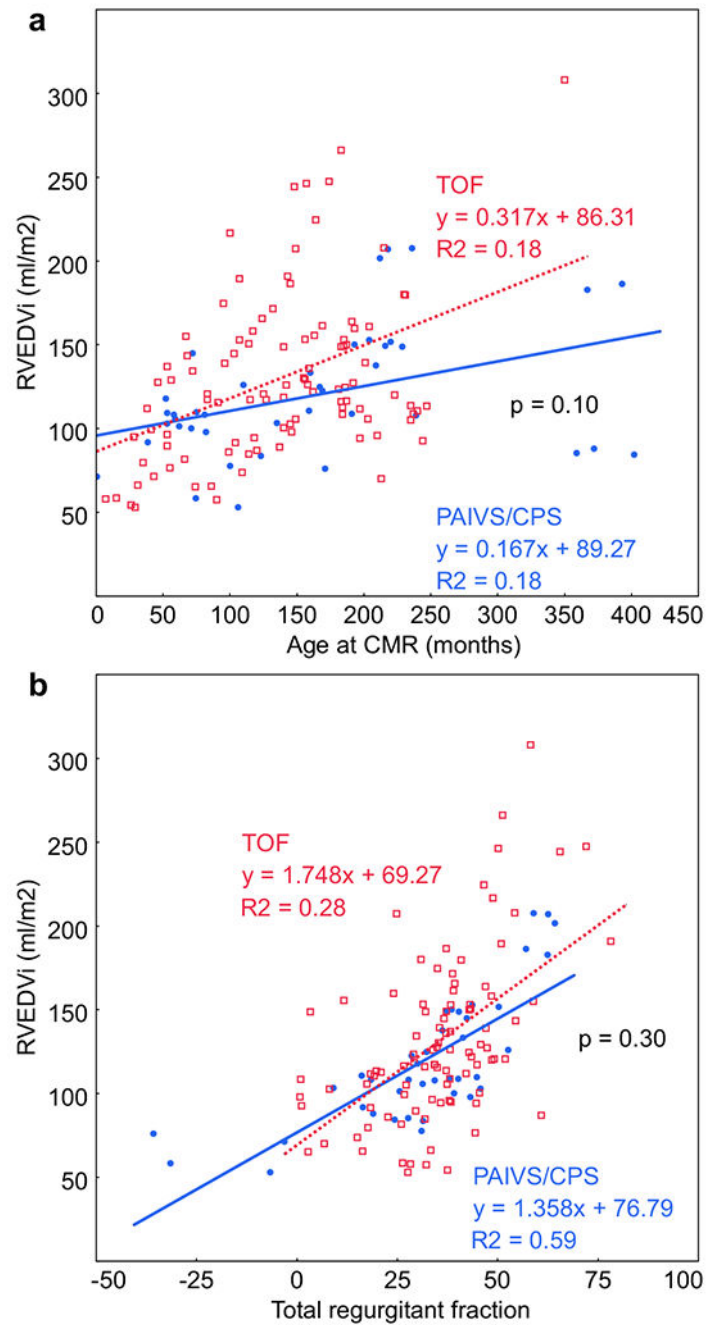 a
RVEDVi (ml/m2)
300
250
200
150
100
50
TOF
y = 0.317x + 86.31
R2 = 0.18
p = 0.10
PAIVS/CPS
y = 0.167x + 89.27
R2 = 0.18
0 50 100 150 200 250 300 350 400 450
Age at CMR (months)
b
RVEDVi (ml/m2)
300
250
200
150
100
50
TOF
y = 1.748x + 69.27
R2 = 0.28
p = 0.30
PAIVS/CPS
y = 1.358x + 76.79
R2 = 0.59
-50 -25 0 25 50 75 100
Total regurgitant fraction